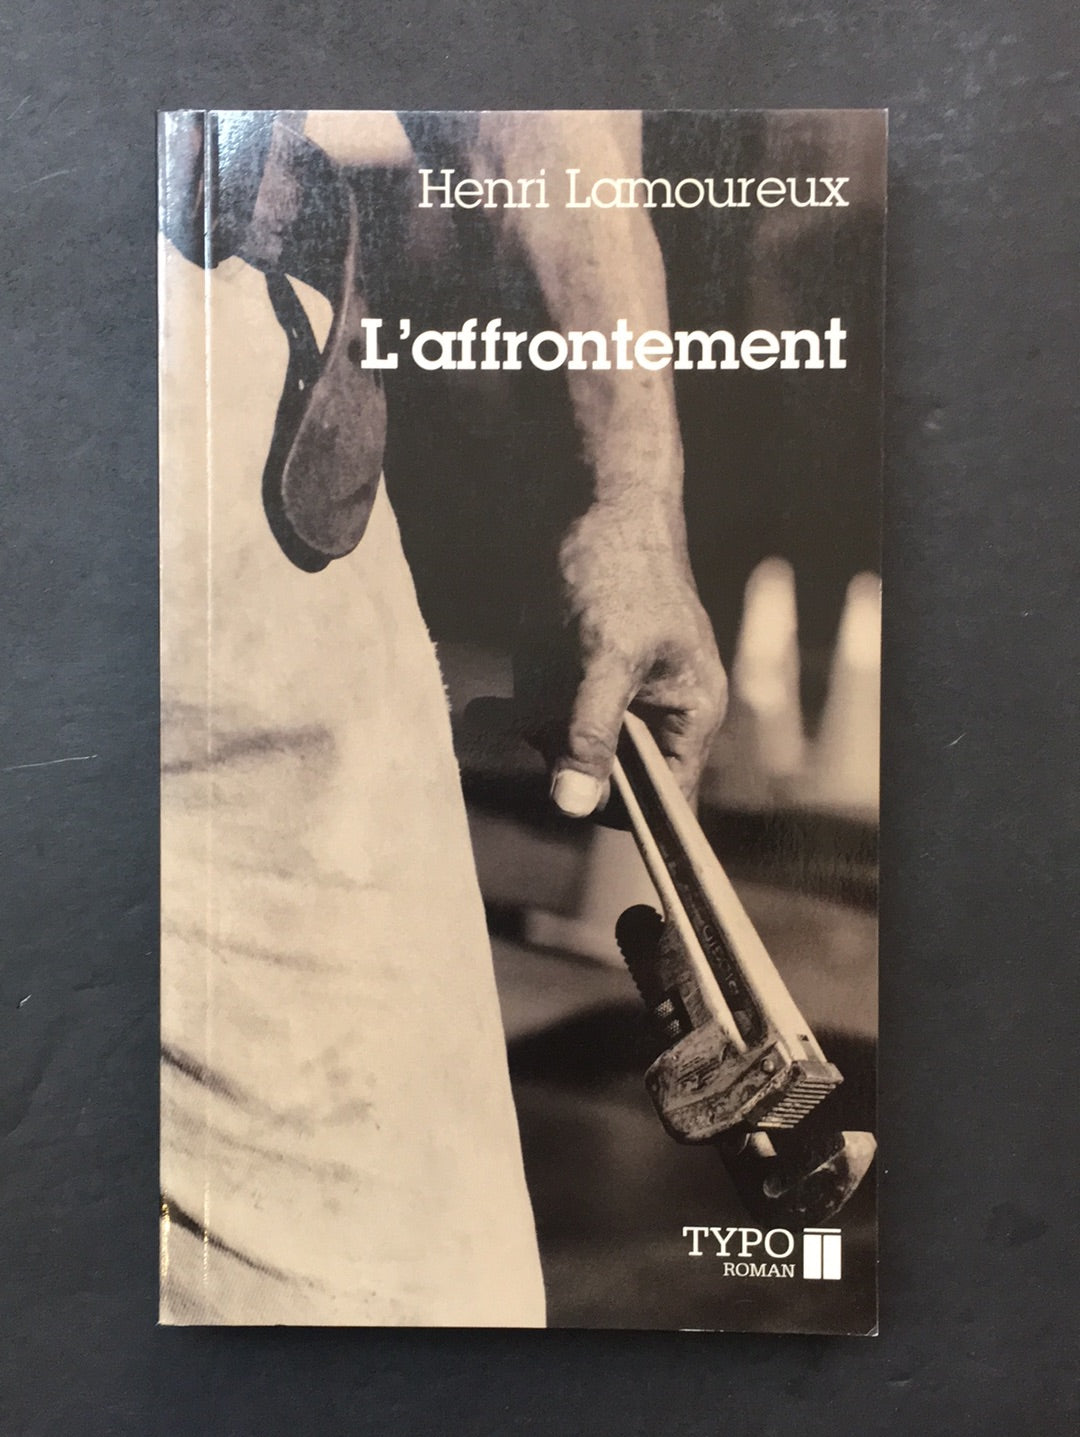 Henri Lamoureux
L'affrontement
TYPO
ROMAN